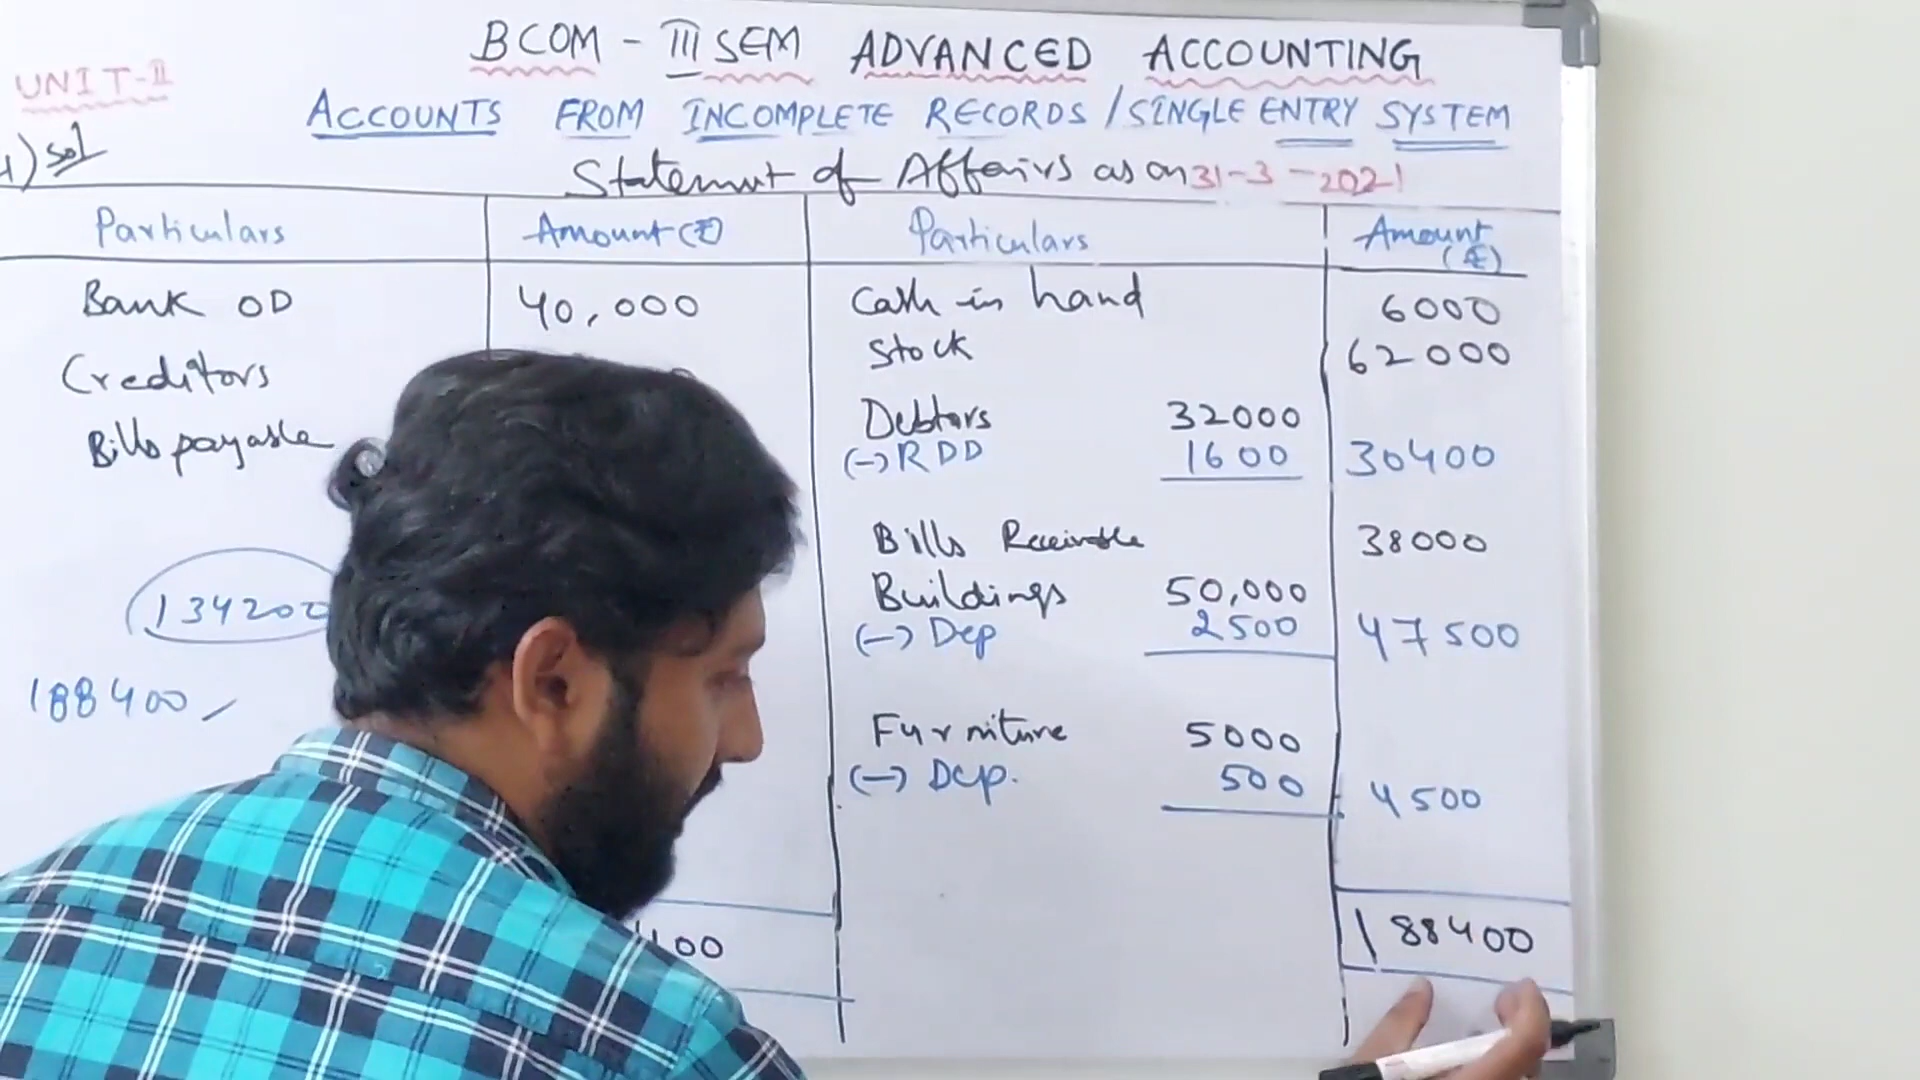 BCOM - III SEM ADVANCED ACCOUNTING
UNIT-II
ACCOUNTS FROM INCOMPLETE RECORDS / SINGLE ENTRY SYSTEM
1) Sol
Statement of Affairs as on 31-3-2021
Particulars Amount (₹) Particulars Amount (₹)
Bank OD 40,000 Cash in hand 6000
Stock 62000
Creditors
Debtors 32000
Bills payable (-) RDD 1600 30400
Bills Receivable 38000
134200 Buildings 50,000
(-) Dep 2500 47500
188400
Furniture 5000
(-) Dep. 500 4500
400 188400